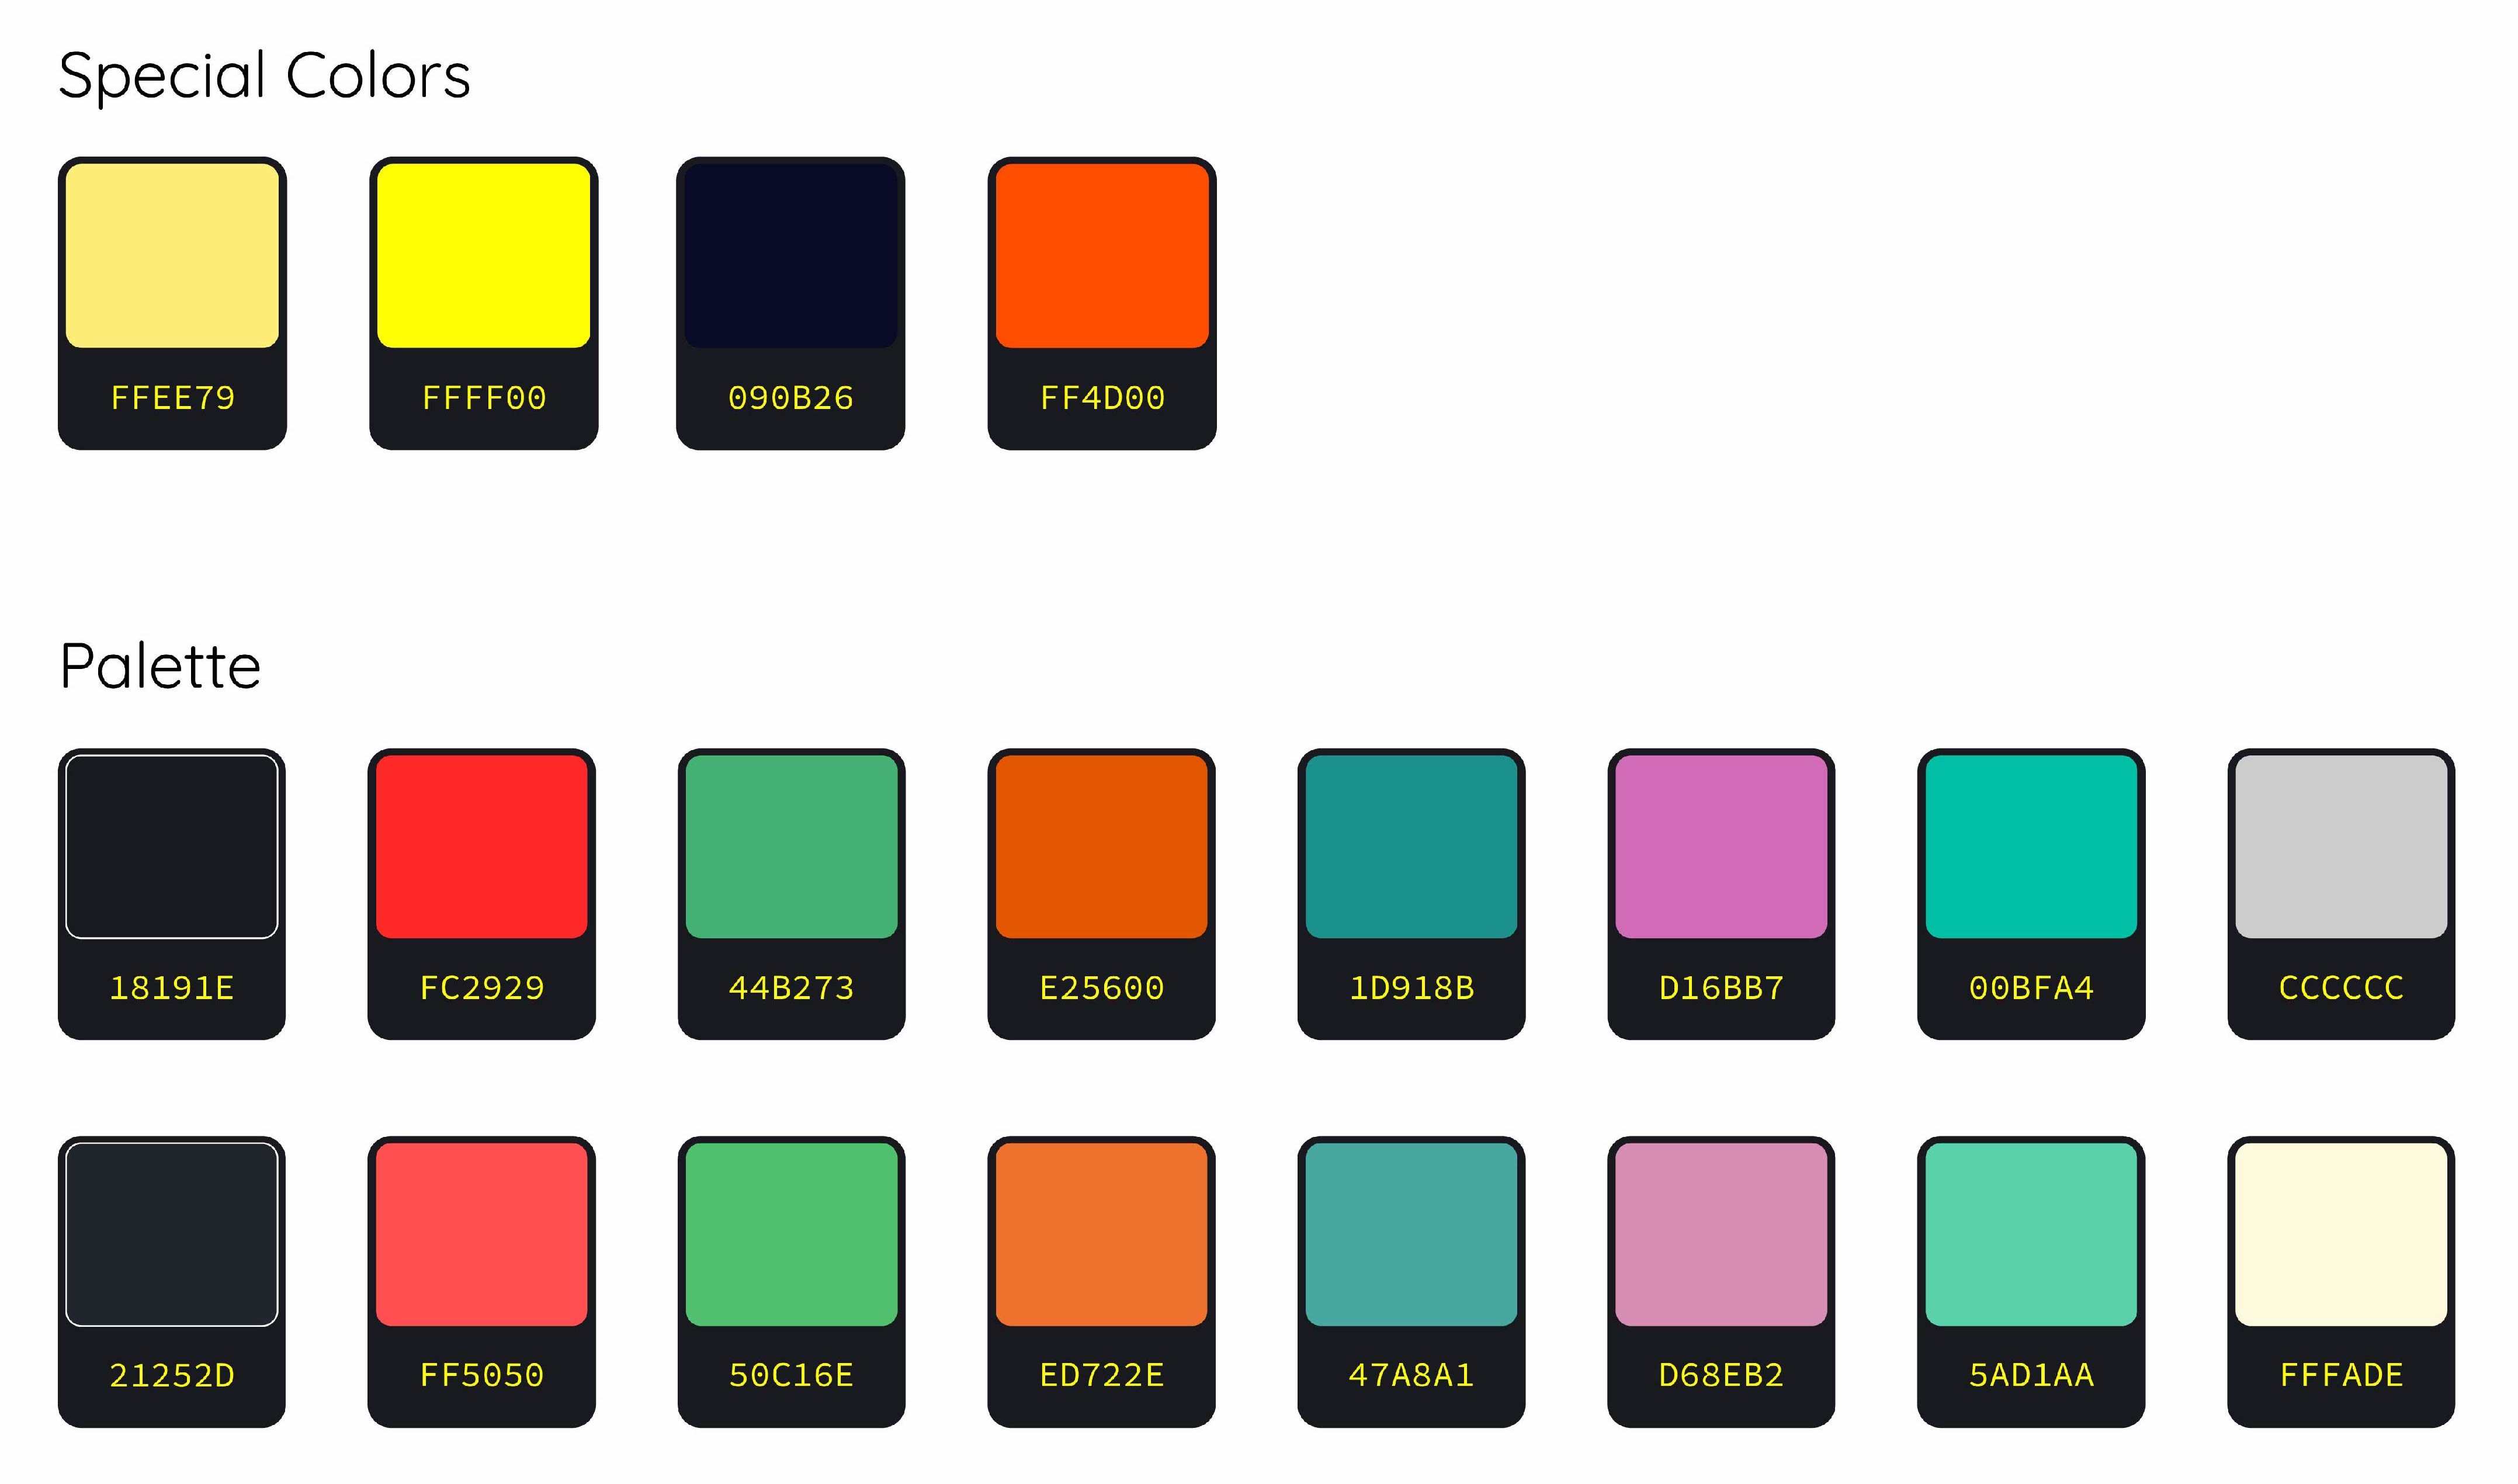 Special Colors
FFEE79 FFFF00 090B26 FF4D00
Palette
18191E FC2929 44B273 E25600 1D918B D16BB7 00BFA4 CCCCCC
21252D FF5050 50C16E ED722E 47A8A1 D68EB2 5AD1AA FFFADE